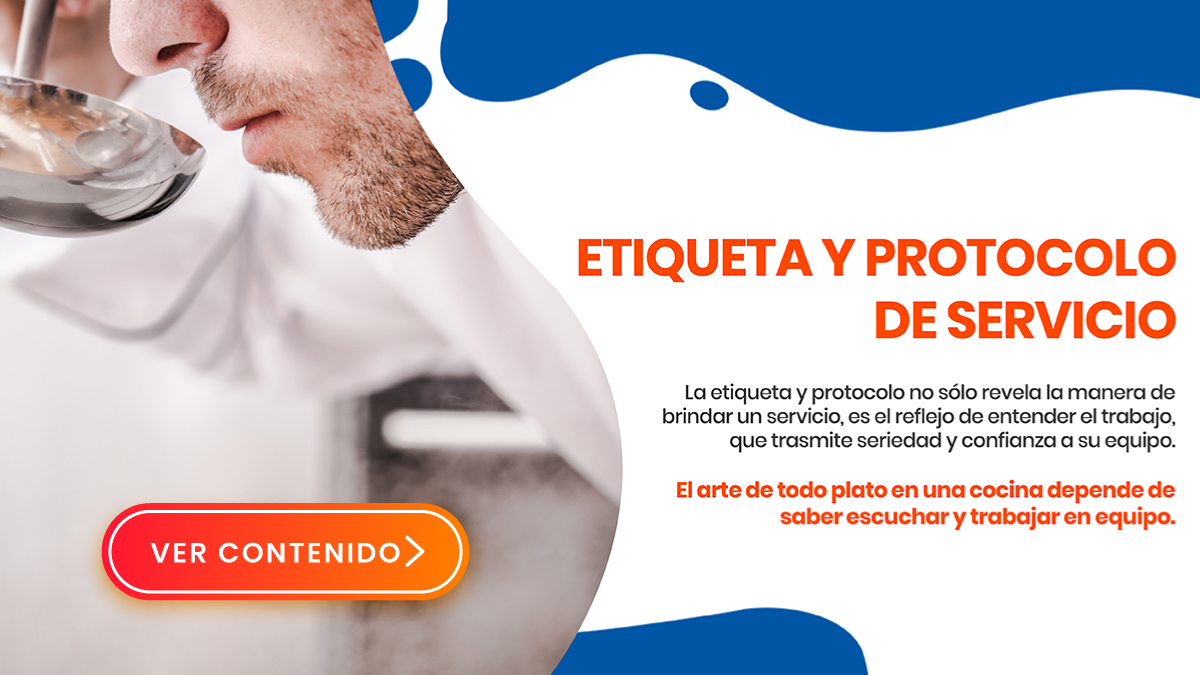 ETIQUETA Y PROTOCOLO
DE SERVICIO
La etiqueta y protocolo no sólo revela la manera de
brindar un servicio, es el reflejo de entender el trabajo,
que trasmite seriedad y confianza a su equipo.
El arte de todo plato en una cocina depende de
saber escuchar y trabajar en equipo.
VER CONTENIDO